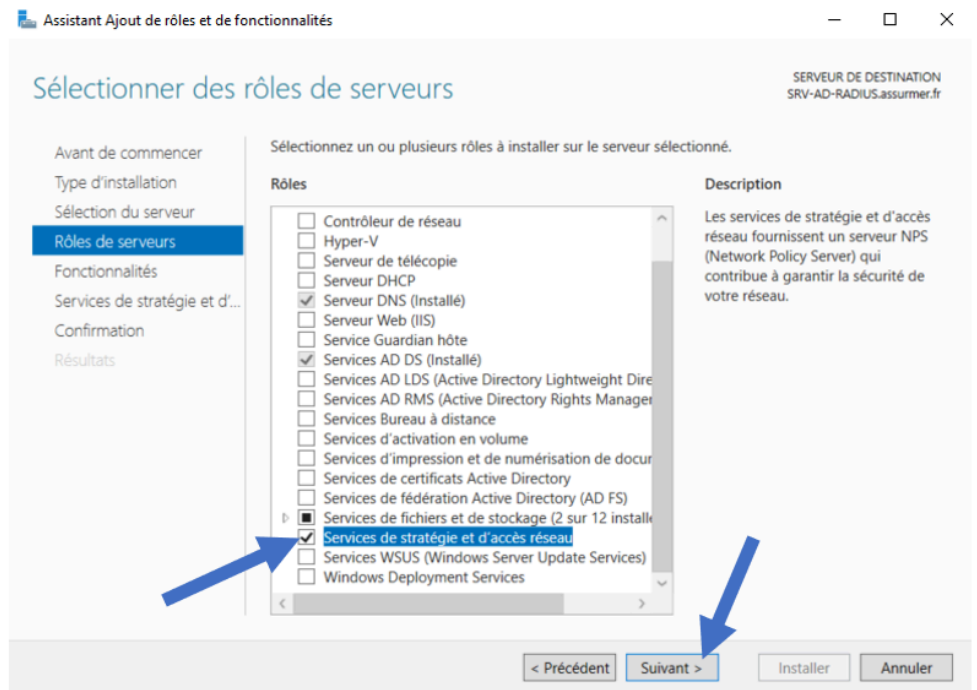 Assistant Ajout de rôles et de fonctionnalités
Sélectionner des rôles de serveurs
SERVEUR DE DESTINATION
SRV-AD-RADIUS.assurmer.fr
Avant de commencer
Type d'installation
Sélection du serveur
Rôles de serveurs
Fonctionnalités
Services de stratégie et d'...
Confirmation
Résultats
Sélectionnez un ou plusieurs rôles à installer sur le serveur sélectionné.
Rôles
Contrôleur de réseau
Hyper-V
Serveur de télécopie
Serveur DHCP
Serveur DNS (Installé)
Serveur Web (IIS)
Service Guardian hôte
Services AD DS (Installé)
Services AD LDS (Active Directory Lightweight Dire
Services AD RMS (Active Directory Rights Manager
Services Bureau à distance
Services d'activation en volume
Services d'impression et de numérisation de docur
Services de certificats Active Directory
Services de fédération Active Directory (AD FS)
Services de fichiers et de stockage (2 sur 12 installé
Services de stratégie et d'accès réseau
Services WSUS (Windows Server Update Services)
Windows Deployment Services
Description
Les services de stratégie et d'accès
réseau fournissent un serveur NPS
(Network Policy Server) qui
contribue à garantir la sécurité de
votre réseau.
< Précédent
Suivant >
Installer
Annuler